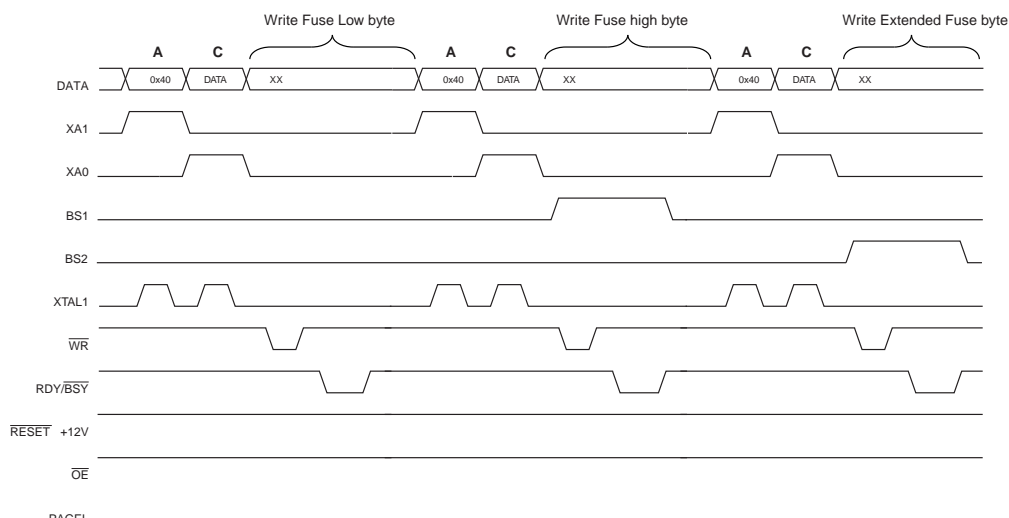 Write Fuse Low byte Write Fuse high byte Write Extended Fuse byte
A C A C A C
DATA 0x40 DATA XX 0x40 DATA XX 0x40 DATA XX
XA1
XA0
BS1
BS2
XTAL1
WR
RDY/BSY
RESET +12V
OE
PAGEL